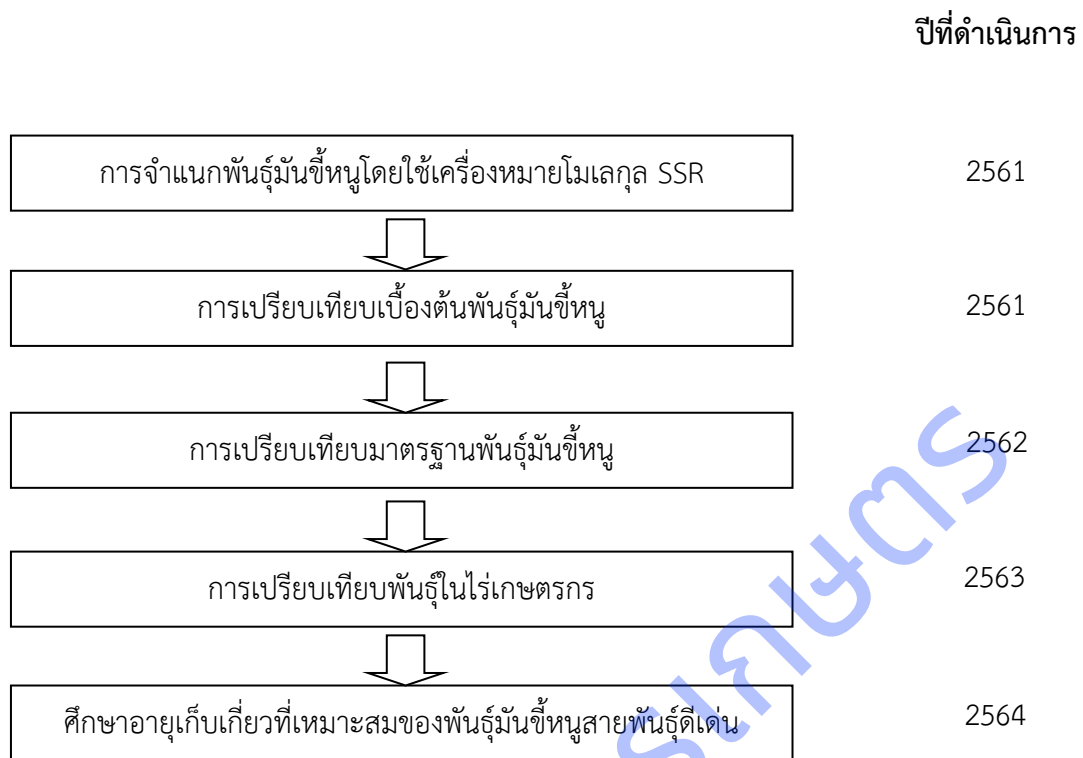 ปีที่ดำเนินการ
การจำแนกพันธุ์มันขี้หนูโดยใช้เครื่องหมายโมเลกุล SSR 2561
การเปรียบเทียบเบื้องต้นพันธุ์มันขี้หนู 2561
การเปรียบเทียบมาตรฐานพันธุ์มันขี้หนู 2562
การเปรียบเทียบพันธุ์ในไร่เกษตรกร 2563
ศึกษาอายุเก็บเกี่ยวที่เหมาะสมของพันธุ์มันขี้หนูสายพันธุ์ดีเด่น 2564